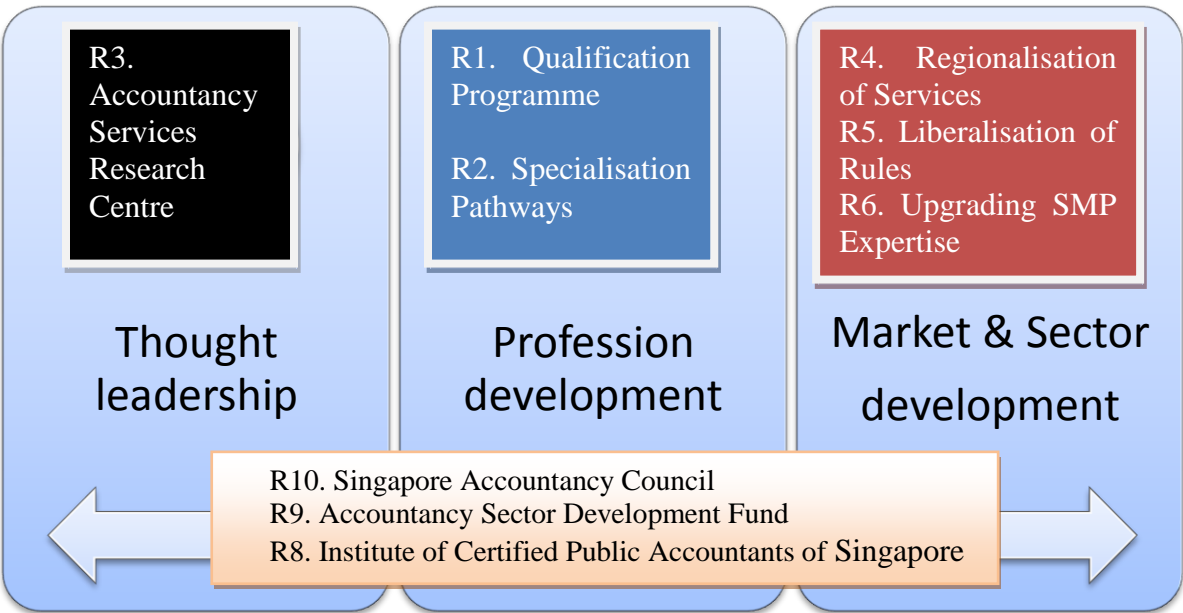 R3.
Accountancy
Services
Research
Centre
Thought
leadership
R1. Qualification
Programme
R2. Specialisation
Pathways
Profession
development
R4. Regionalisation
of Services
R5. Liberalisation of
Rules
R6. Upgrading SMP
Expertise
Market & Sector
development
R10. Singapore Accountancy Council
R9. Accountancy Sector Development Fund
R8. Institute of Certified Public Accountants of Singapore